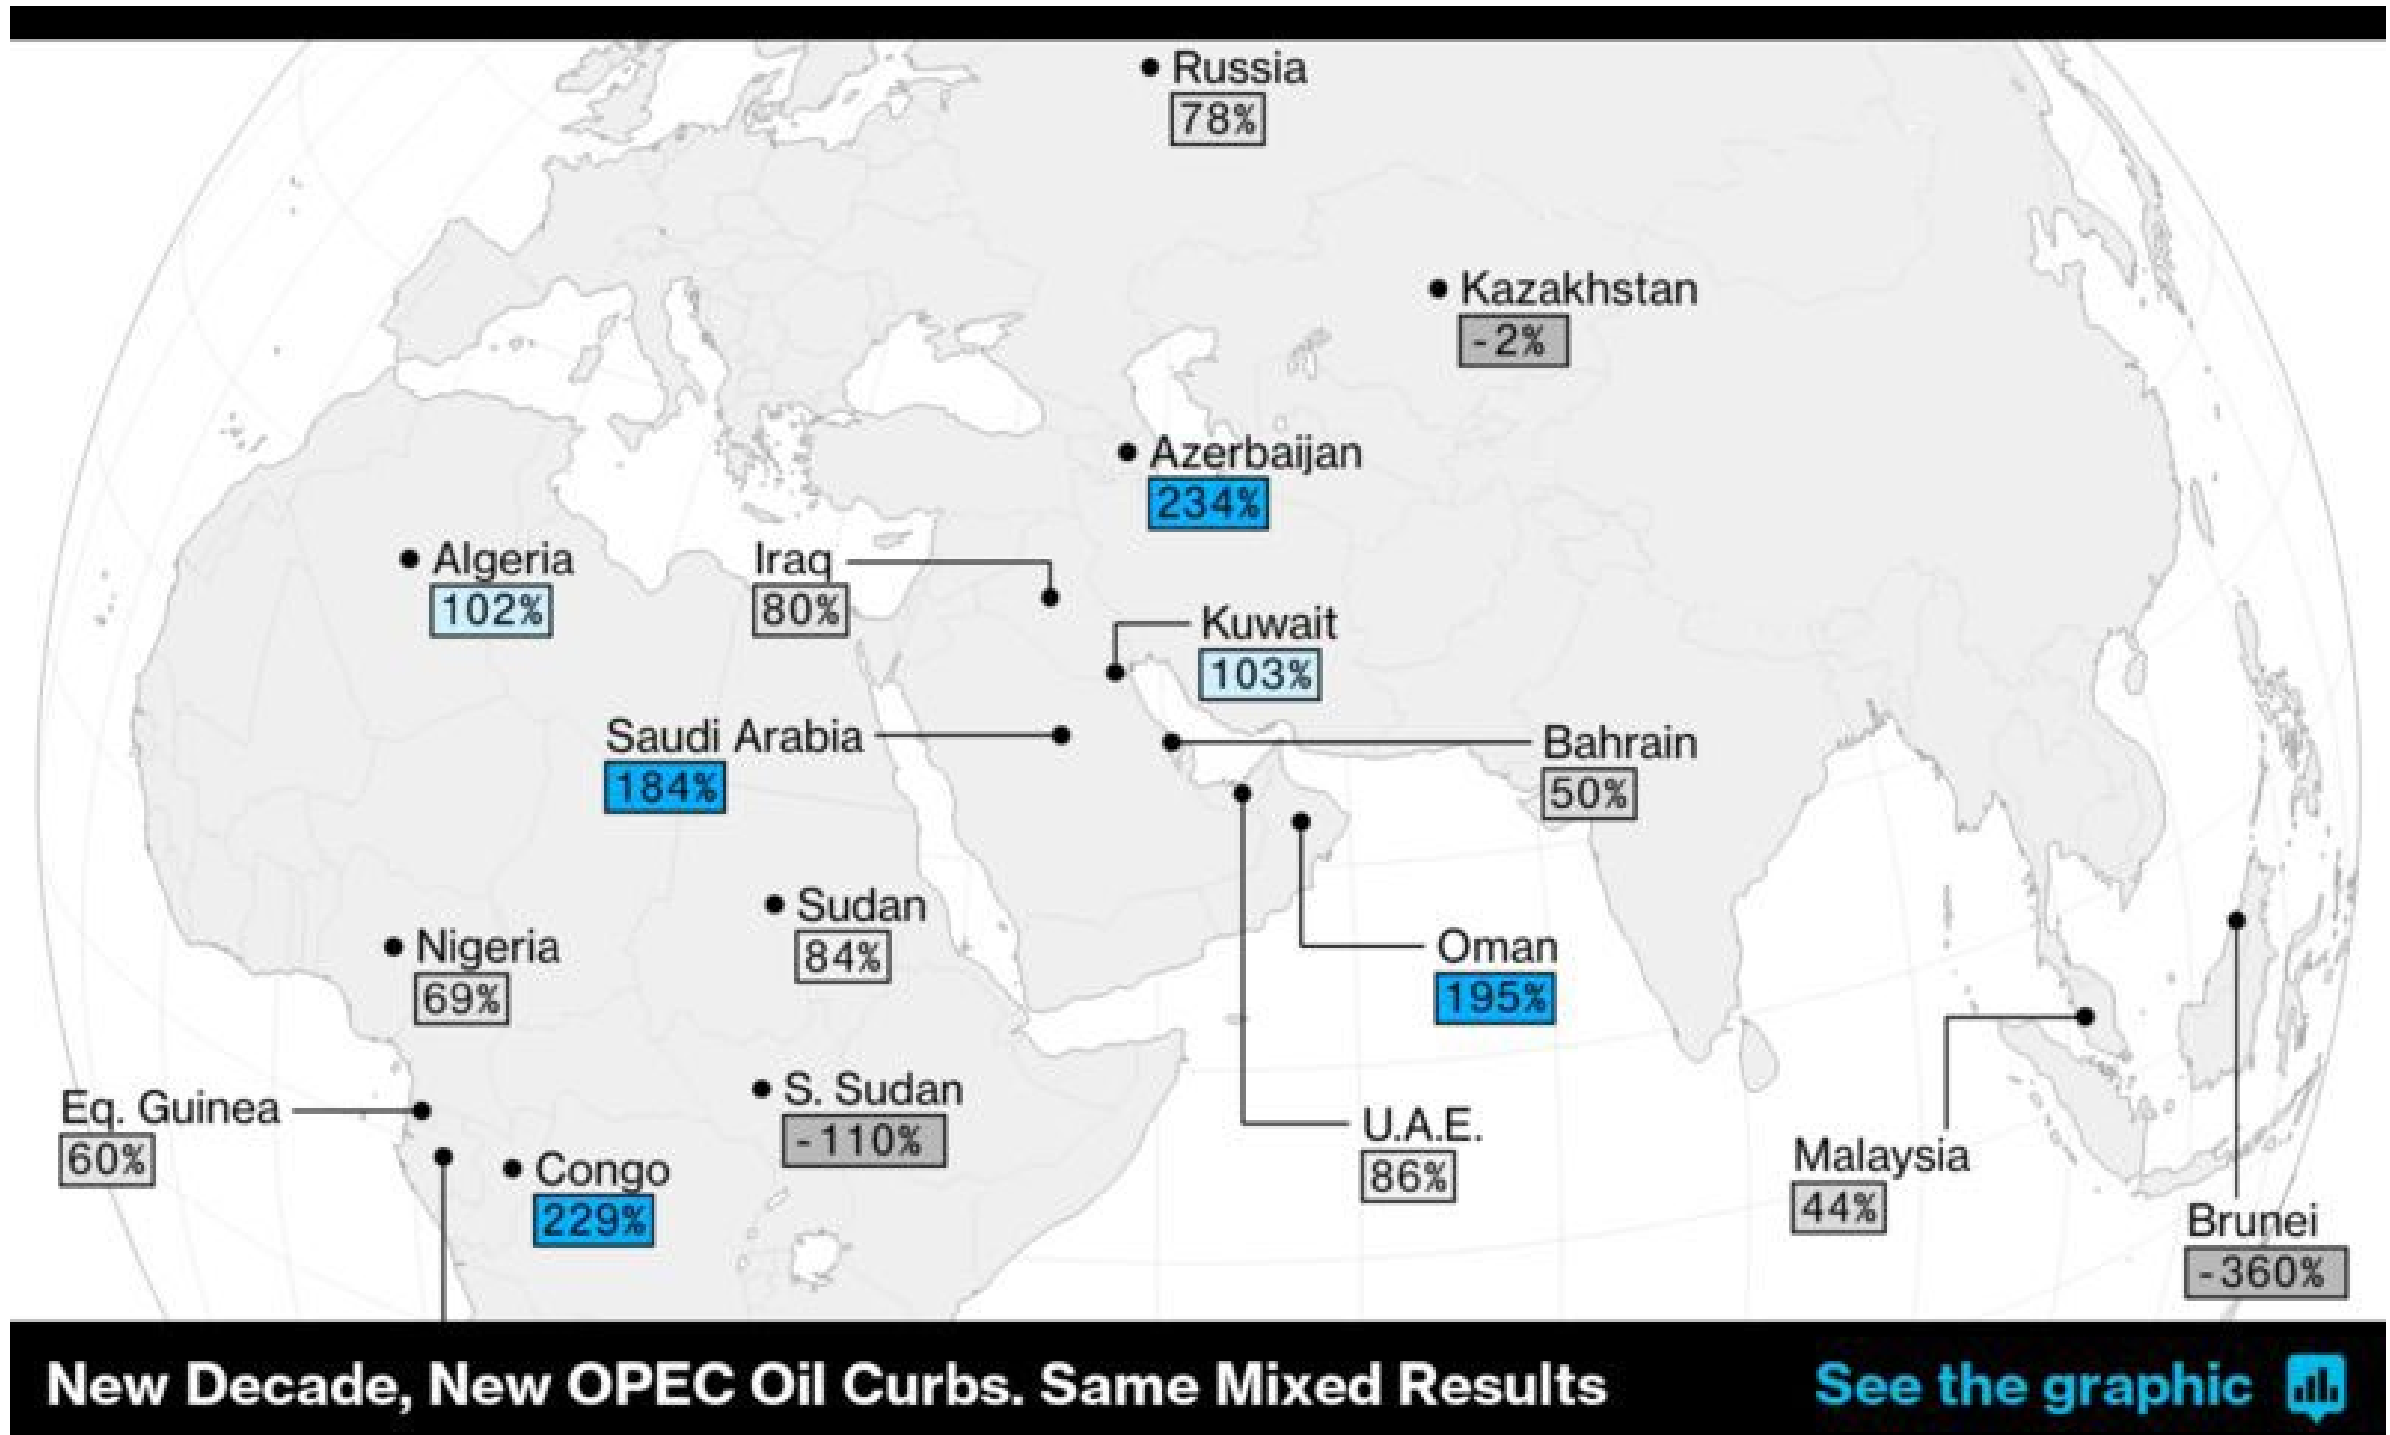 Russia
78%
Kazakhstan
-2%
Azerbaijan
234%
Algeria
102%
Iraq
80%
Kuwait
103%
Saudi Arabia
184%
Bahrain
50%
Sudan
84%
Nigeria
69%
Oman
195%
S. Sudan
-110%
Eq. Guinea
60%
U.A.E.
86%
Congo
229%
Malaysia
44%
Brunei
-360%
New Decade, New OPEC Oil Curbs. Same Mixed Results
See the graphic